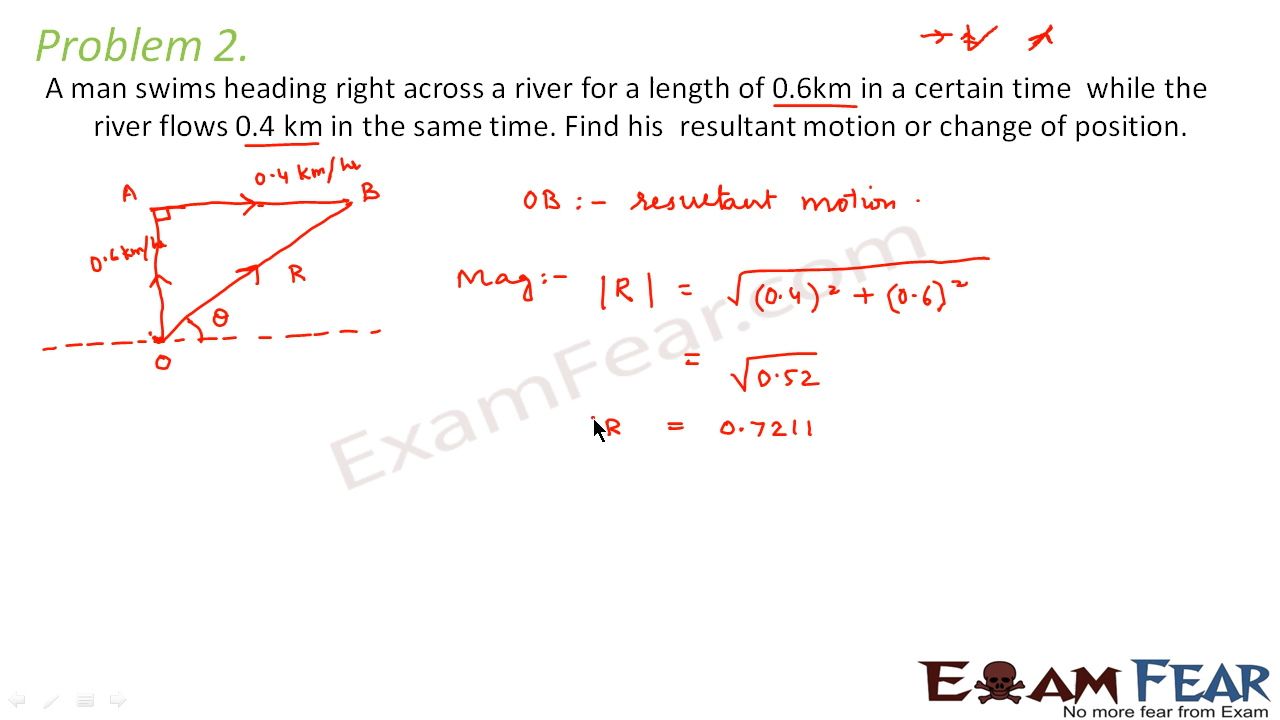 Problem 2.
A man swims heading right across a river for a length of 0.6km in a certain time while the
river flows 0.4 km in the same time. Find his resultant motion or change of position.
A
0.4 km/hr
B
0.6km/hr
R
θ
O
OB :- resultant motion .
Mag:- |R| = √(0.4)² + (0.6)²
= √0.52
R = 0.7211
ExamFear.com
EXAM FEAR
No more fear from Exam